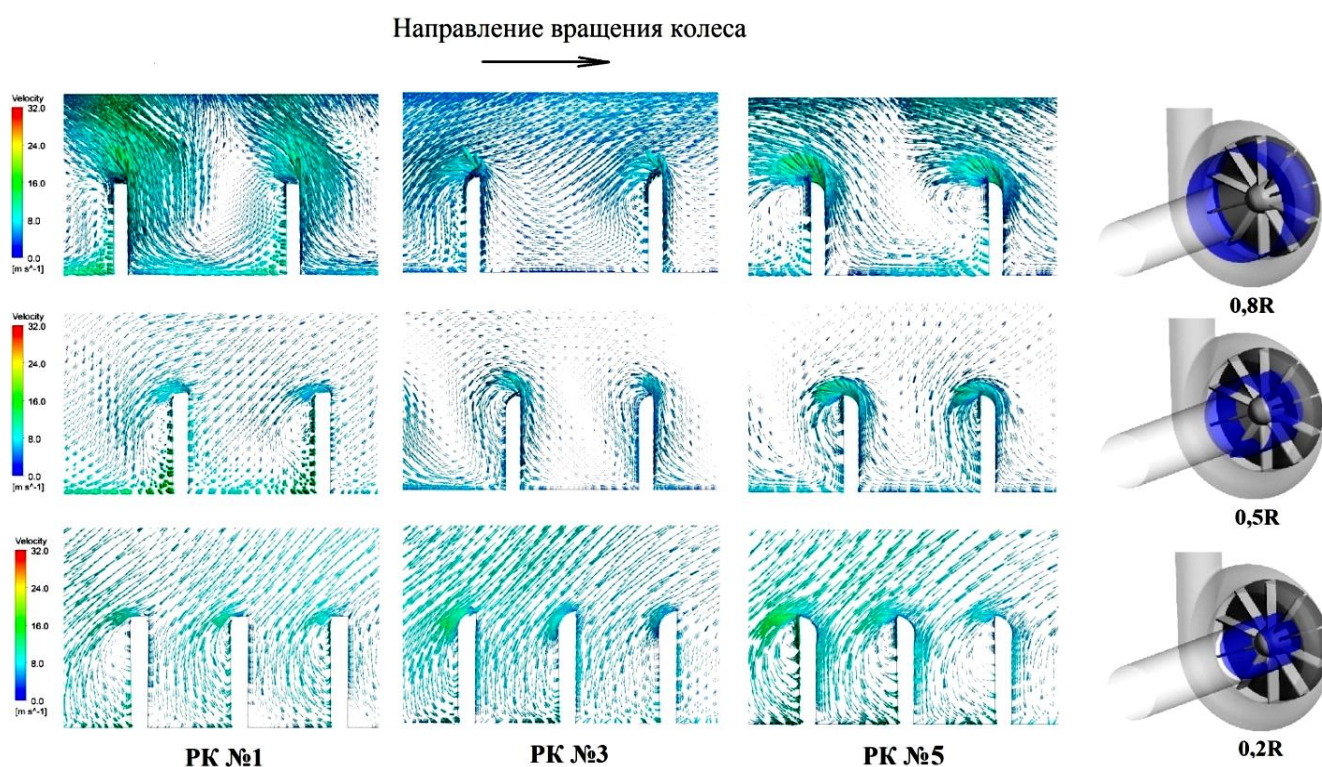 Направление вращения колеса
Velocity
32.0
24.0
16.0
8.0
0.0
[m s^-1]
0,8R
Velocity
32.0
24.0
16.0
8.0
0.0
[m s^-1]
0,5R
Velocity
32.0
24.0
16.0
8.0
0.0
[m s^-1]
0,2R
РК №1
РК №3
РК №5